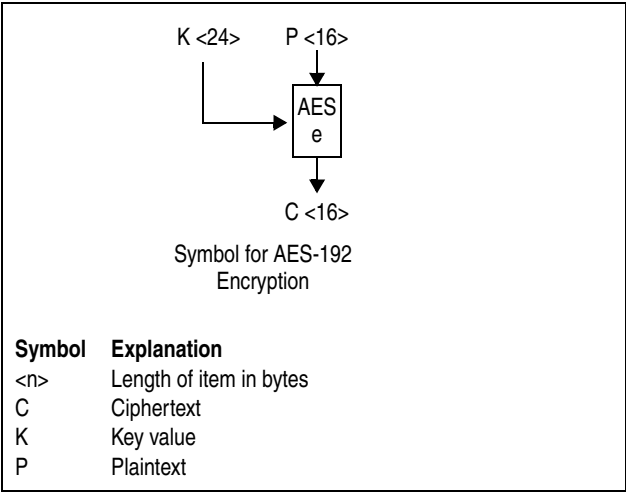 K <24> P <16>
AES
e
C <16>
Symbol for AES-192
Encryption
Symbol Explanation
<n> Length of item in bytes
C Ciphertext
K Key value
P Plaintext